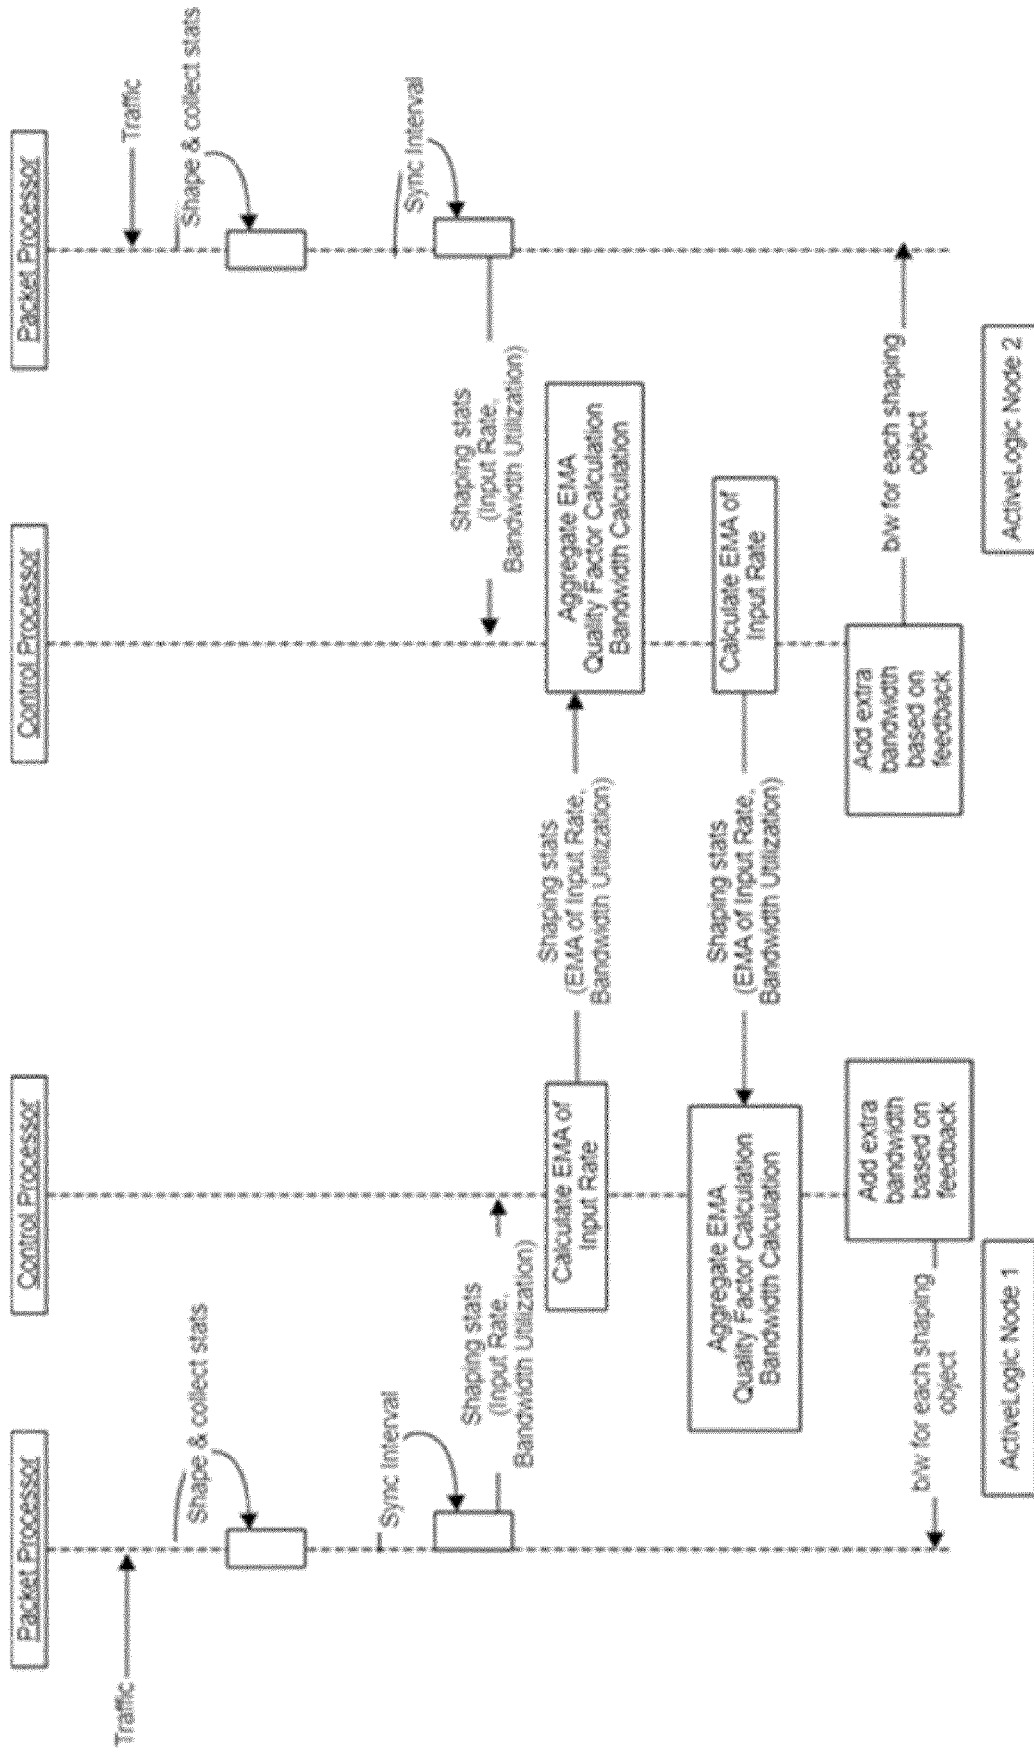 Packet Processor
Control Processor
Control Processor
Packet Processor
Traffic
Traffic
Shape & collect stats
Shape & collect stats
Sync Interval
Sync Interval
Shaping stats
(Input Rate,
Bandwidth Utilization)
Shaping stats
(Input Rate,
Bandwidth Utilization)
Calculate EMA of
Input Rate
Shaping stats
(EMA of Input Rate,
Bandwidth Utilization)
Aggregate EMA
Quality Factor Calculation
Bandwidth Calculation
Aggregate EMA
Quality Factor Calculation
Bandwidth Calculation
Shaping stats
(EMA of Input Rate,
Bandwidth Utilization)
Calculate EMA of
Input Rate
b/w for each shaping
object
Add extra
bandwidth
based on
feedback
Add extra
bandwidth
based on
feedback
b/w for each shaping
object
ActiveLogic Node 1
ActiveLogic Node 2